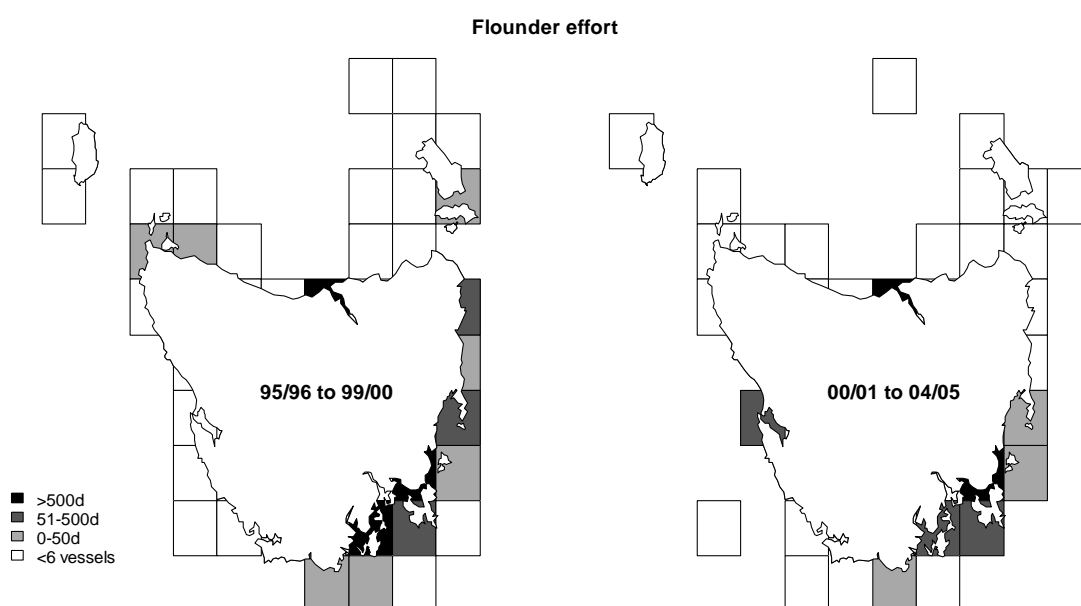 Flounder effort
95/96 to 99/00
00/01 to 04/05
>500d
51-500d
0-50d
<6 vessels